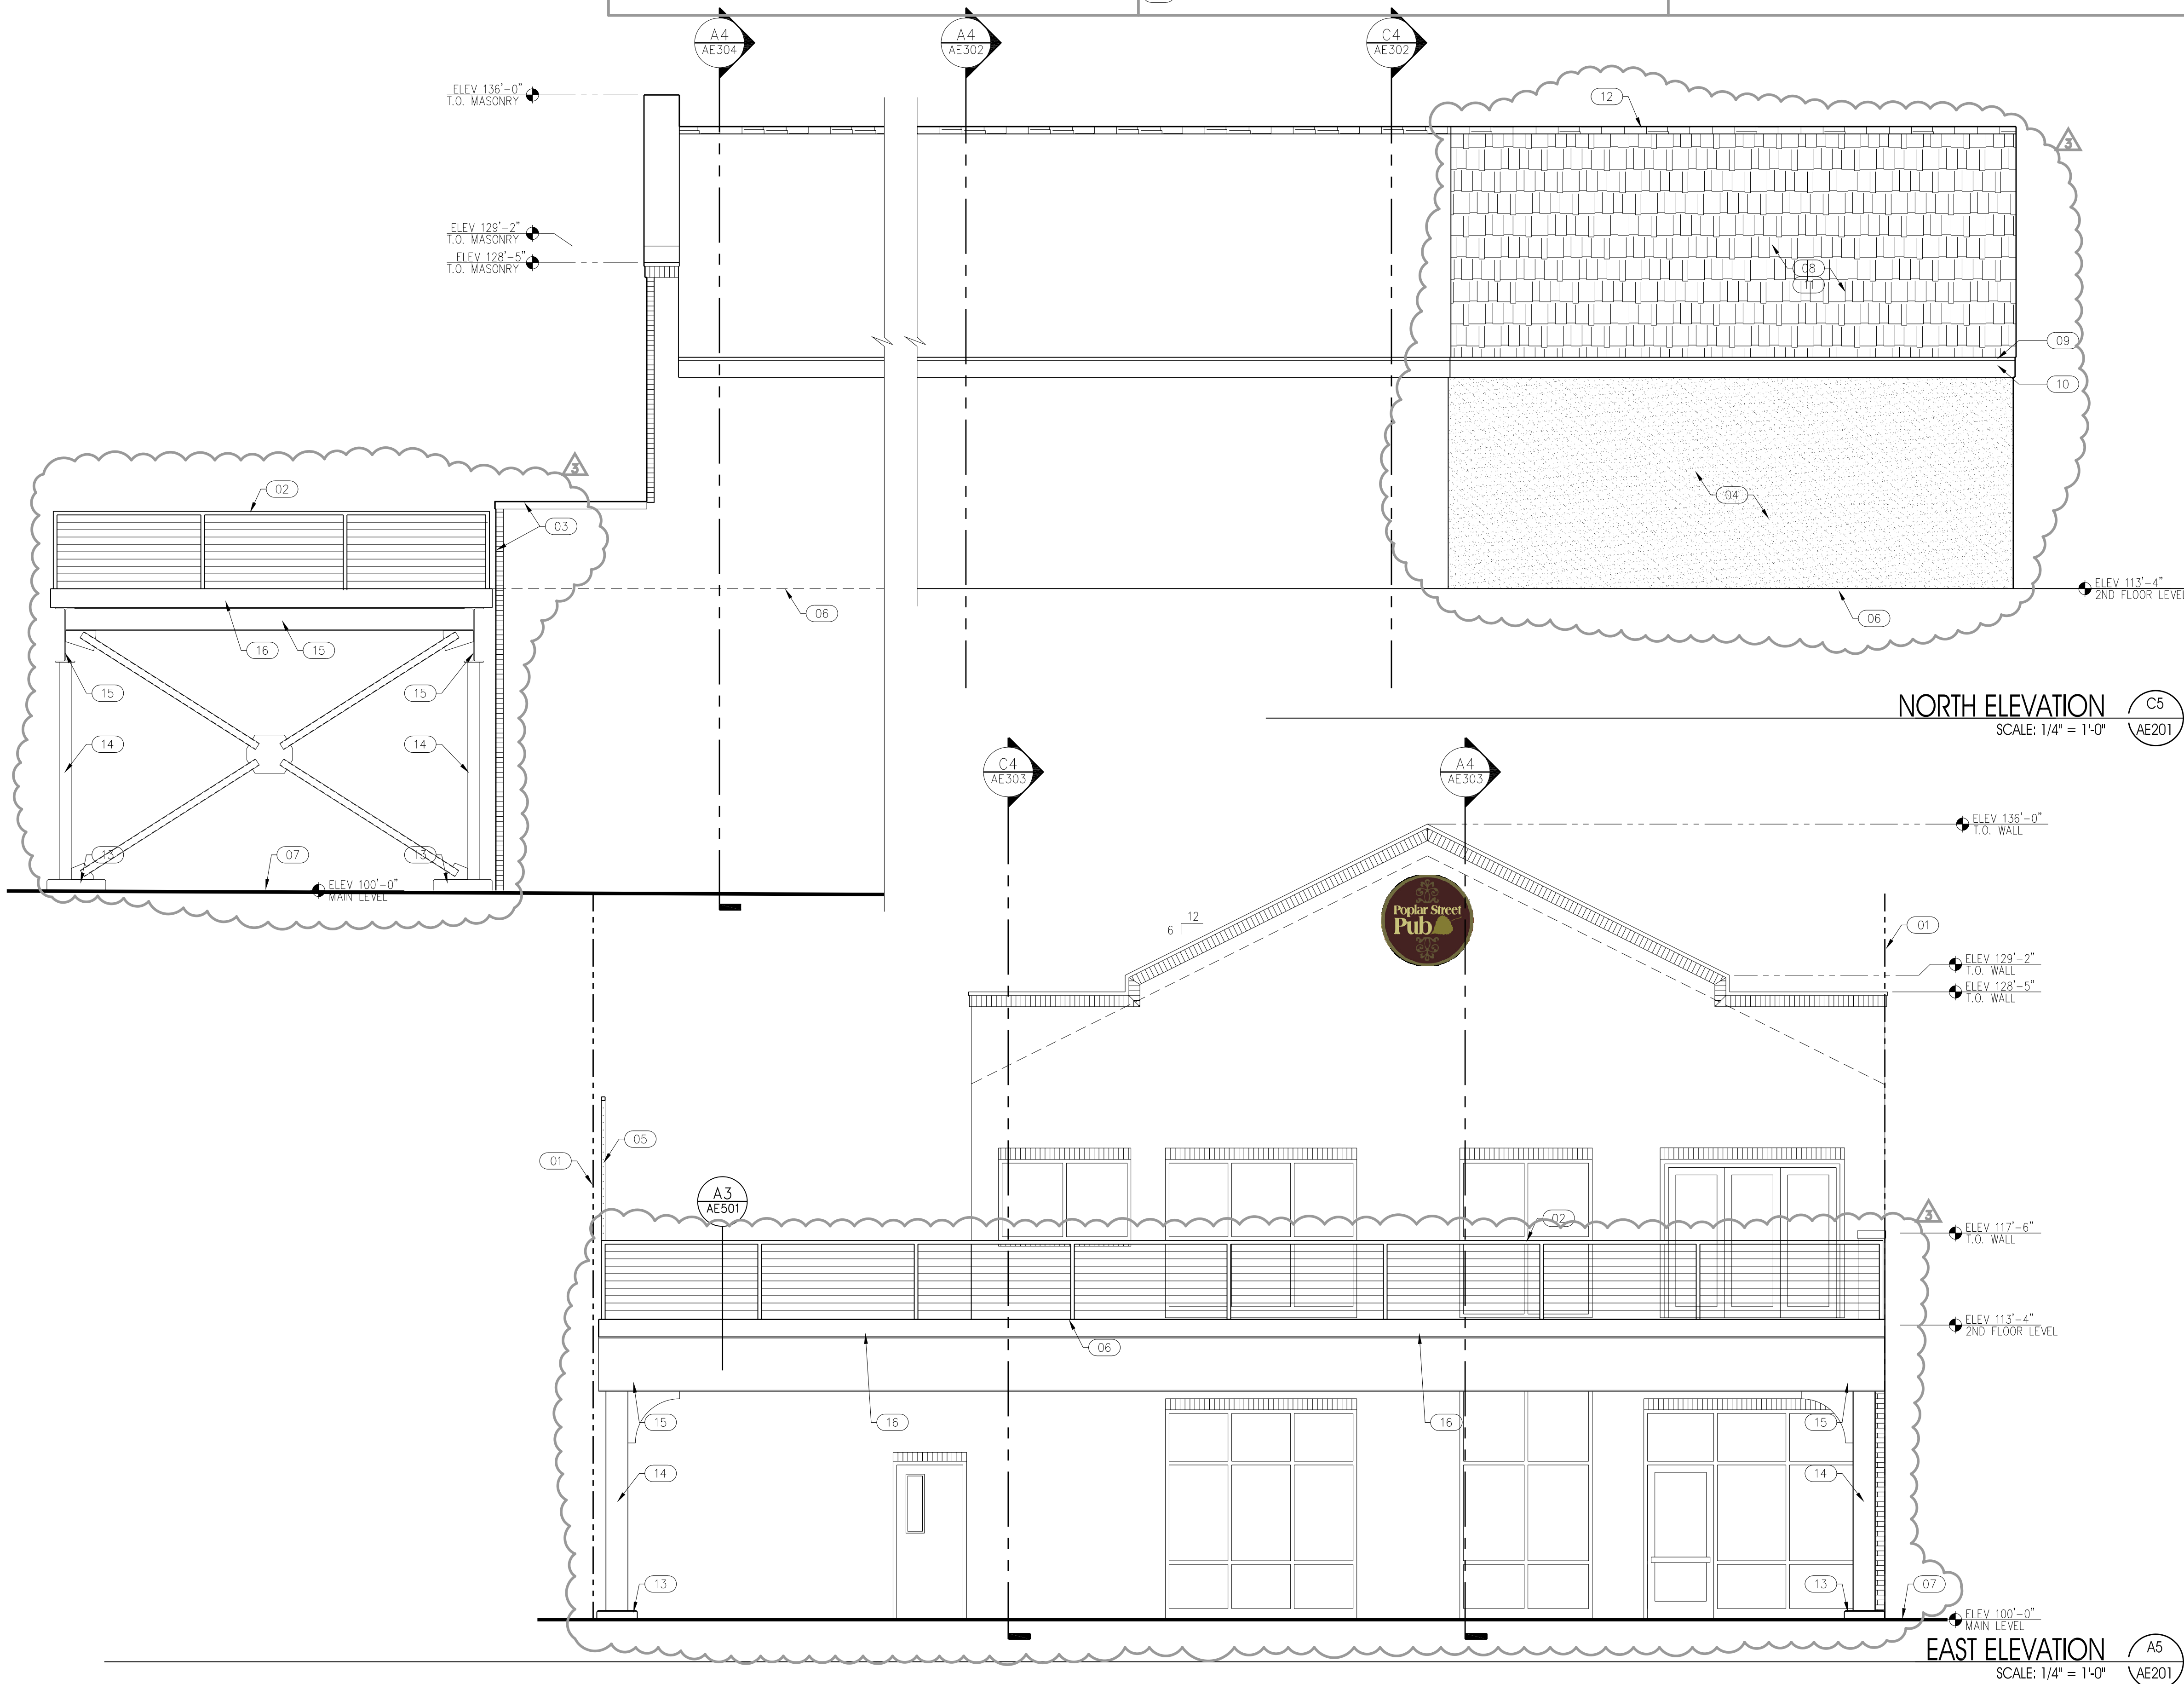 A4
AE304
A4
AE302
C4
AE302
ELEV 136'-0"
T.O. MASONRY
12
3
ELEV 129'-2"
T.O. MASONRY
ELEV 128'-5"
T.O. MASONRY
08
11
09
10
3
02
03
04
06
ELEV 113'-4"
2ND FLOOR LEVEL
06
16
15
15
15
14
14
13
07
13
ELEV 100'-0"
MAIN LEVEL
NORTH ELEVATION
SCALE: 1/4" = 1'-0"
C5
AE201
C4
AE303
A4
AE303
ELEV 136'-0"
T.O. WALL
12
6
Poplar Street
Pub
01
ELEV 129'-2"
T.O. WALL
ELEV 128'-5"
T.O. WALL
05
01
A3
AE501
02
3
ELEV 117'-6"
T.O. WALL
ELEV 113'-4"
2ND FLOOR LEVEL
06
15
16
16
15
14
14
13
13
07
ELEV 100'-0"
MAIN LEVEL
EAST ELEVATION
SCALE: 1/4" = 1'-0"
A5
AE201